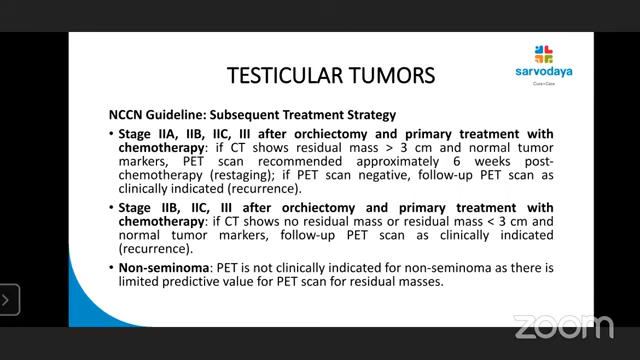 sarvodaya
Cure+Care
TESTICULAR TUMORS
NCCN Guideline: Subsequent Treatment Strategy
• Stage IIA, IIB, IIC, III after orchiectomy and primary treatment with
chemotherapy: if CT shows residual mass > 3 cm and normal tumor
markers, PET scan recommended approximately 6 weeks post-
chemotherapy (restaging); if PET scan negative, follow-up PET scan as
clinically indicated (recurrence).
• Stage IIB, IIC, III after orchiectomy and primary treatment with
chemotherapy: if CT shows no residual mass or residual mass < 3 cm and
normal tumor markers, follow-up PET scan as clinically indicated
(recurrence).
• Non-seminoma: PET is not clinically indicated for non-seminoma as there is
limited predictive value for PET scan for residual masses.
zoom